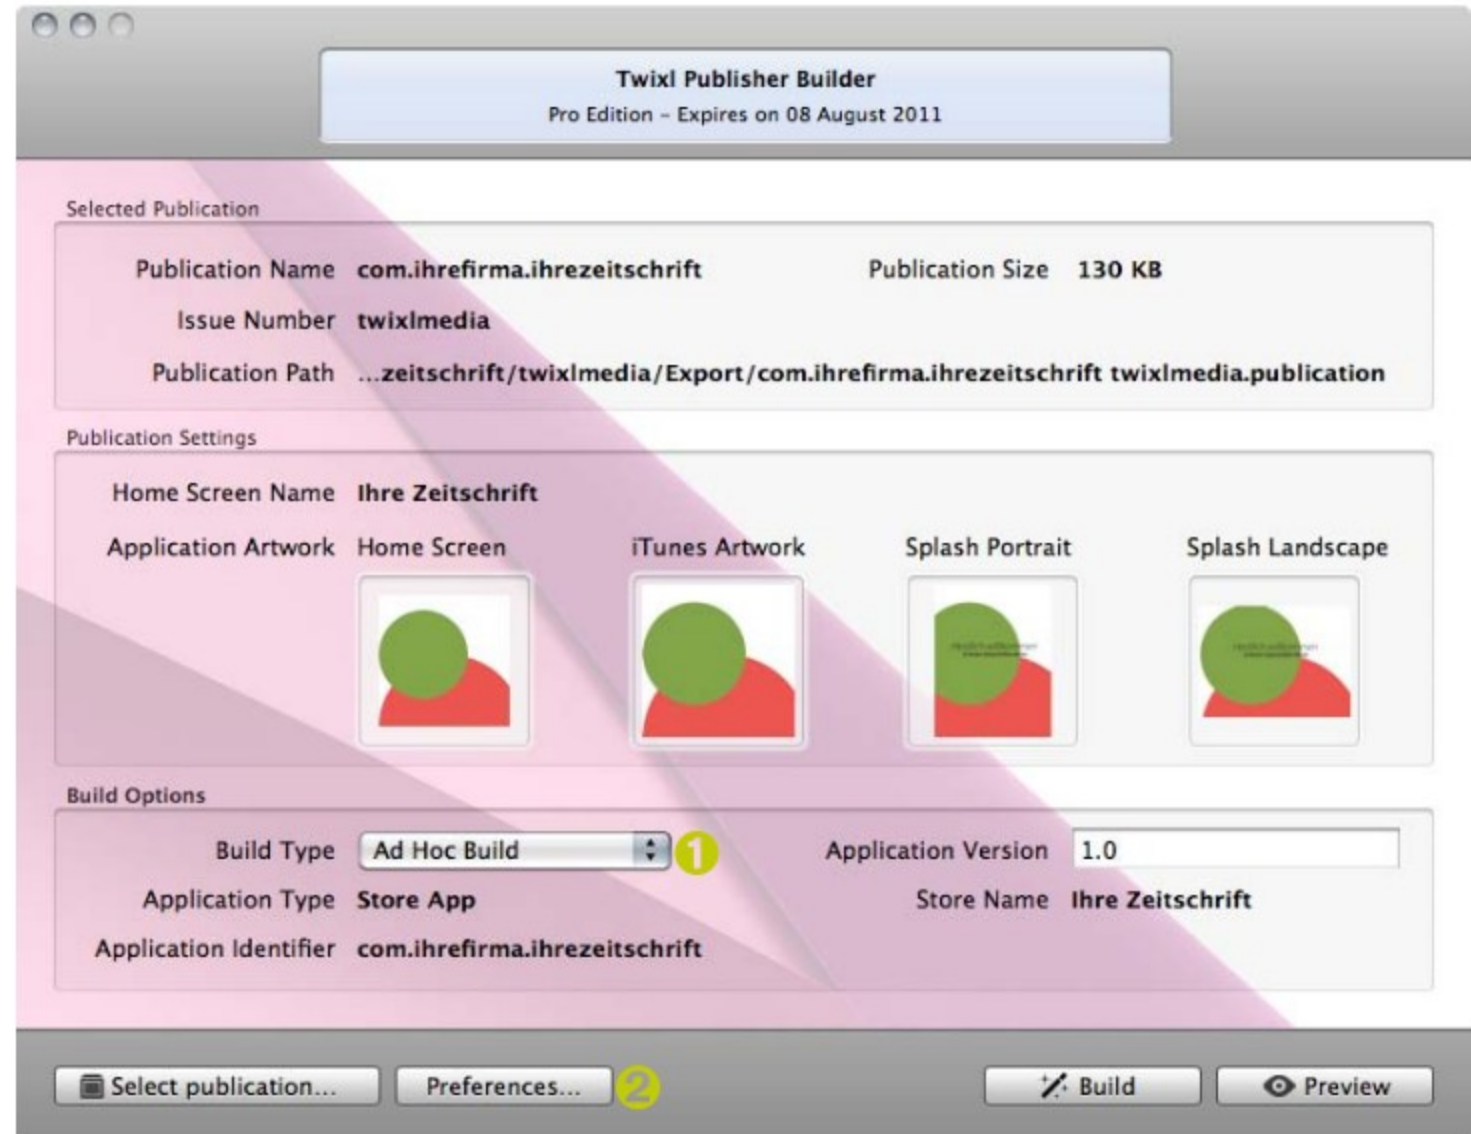 Twixl Publisher Builder
Pro Edition – Expires on 08 August 2011
Selected Publication
Publication Name com.ihrefirma.ihrezeitschrift Publication Size 130 KB
Issue Number twixlmedia
Publication Path ...zeitschrift/twixlmedia/Export/com.ihrefirma.ihrezeitschrift twixlmedia.publication
Publication Settings
Home Screen Name Ihre Zeitschrift
Application Artwork Home Screen iTunes Artwork Splash Portrait Splash Landscape
Build Options
Build Type Ad Hoc Build 1 Application Version 1.0
Application Type Store App Store Name Ihre Zeitschrift
Application Identifier com.ihrefirma.ihrezeitschrift
Select publication... Preferences... 2 Build Preview